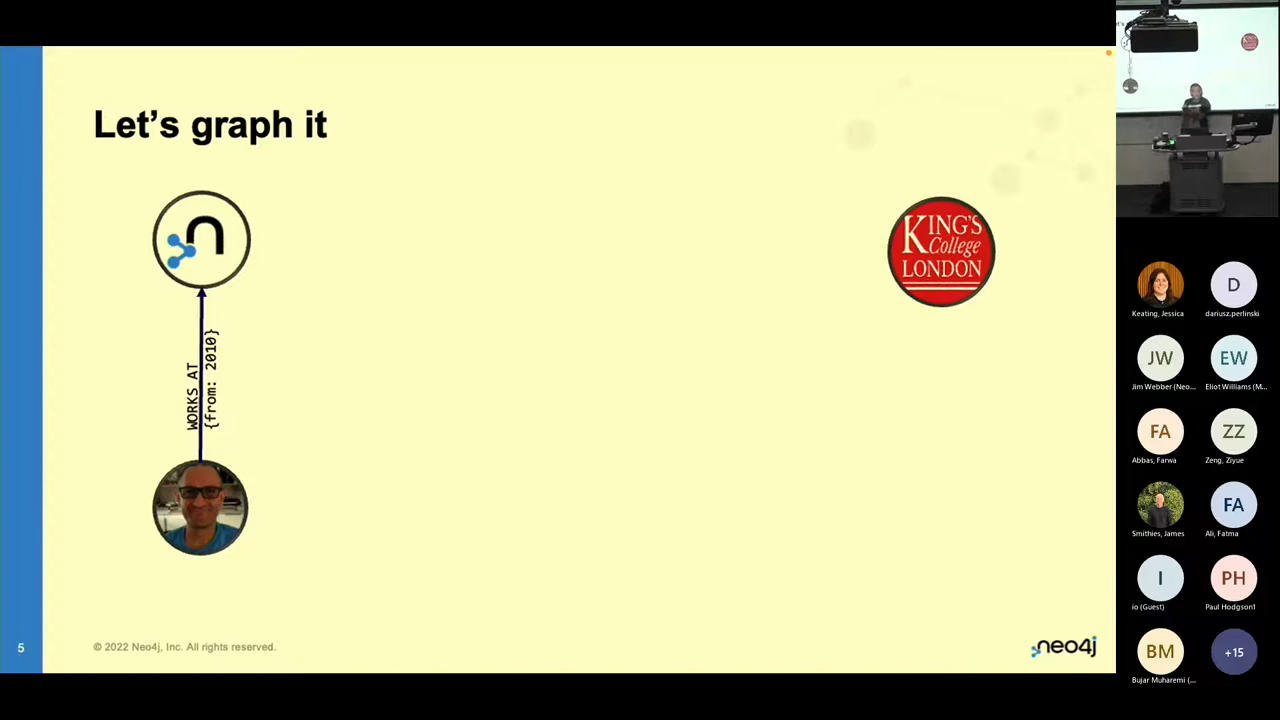 Let's graph it
n
KING'S
College
LONDON
WORKS AT
{from: 2010}
5
© 2022 Neo4j, Inc. All rights reserved.
neo4j
Keating, Jessica
D
dariusz.perlinski
JW
Jim Webber (Neo...
EW
Eliot Williams (M...
FA
Abbas, Farwa
ZZ
Zeng, Ziyue
Smithies, James
FA
Ali, Fatma
I
io (Guest)
PH
Paul Hodgson1
BM
Bujar Muharemi (...
+15